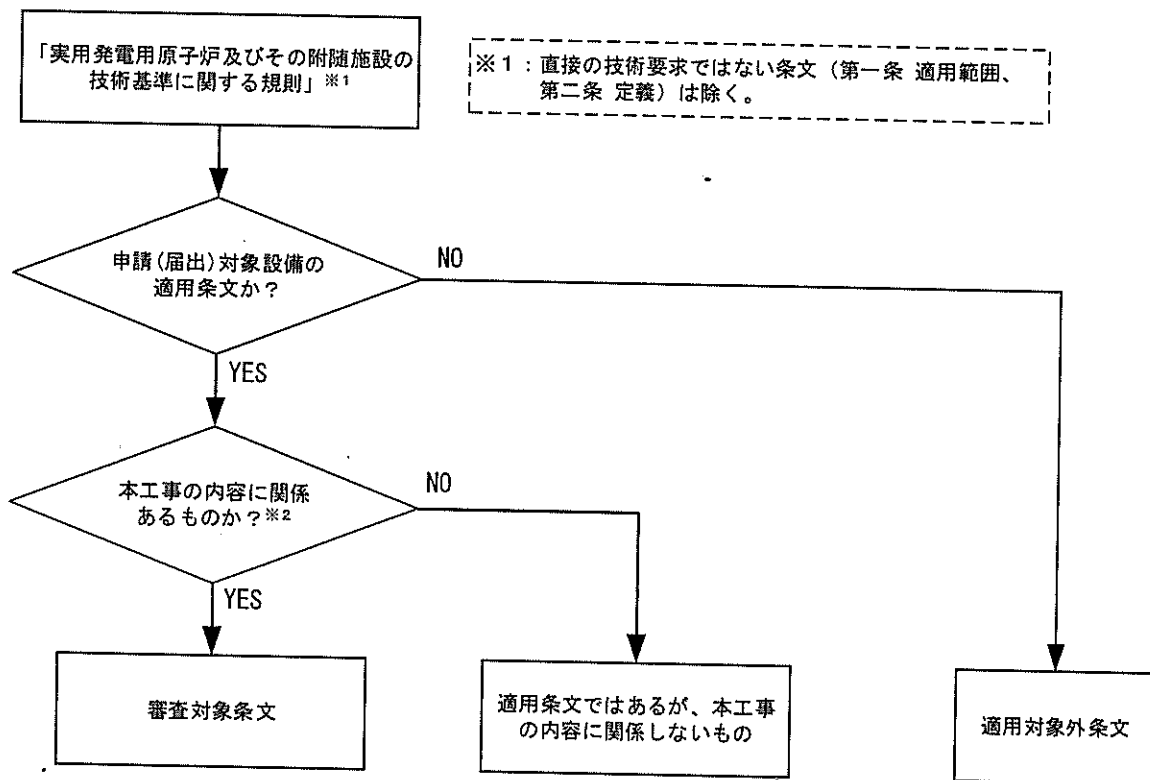 「実用発電用原子炉及びその附随施設の
技術基準に関する規則」※1
※1：直接の技術要求ではない条文（第一条 適用範囲、
第二条 定義）は除く。
申請(届出)対象設備の
適用条文か？
NO
YES
本工事の内容に関係
あるものか？※2
NO
YES
審査対象条文
適用条文ではあるが、本工事
の内容に関係しないもの
適用対象外条文